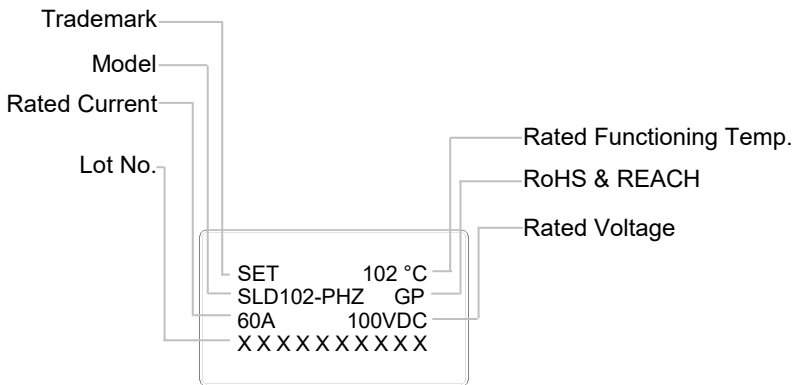 Trademark
Model
Rated Current
Lot No.
Rated Functioning Temp.
RoHS & REACH
Rated Voltage
SET 102 °C
SLD102-PHZ GP
60A 100VDC
X X X X X X X X X X